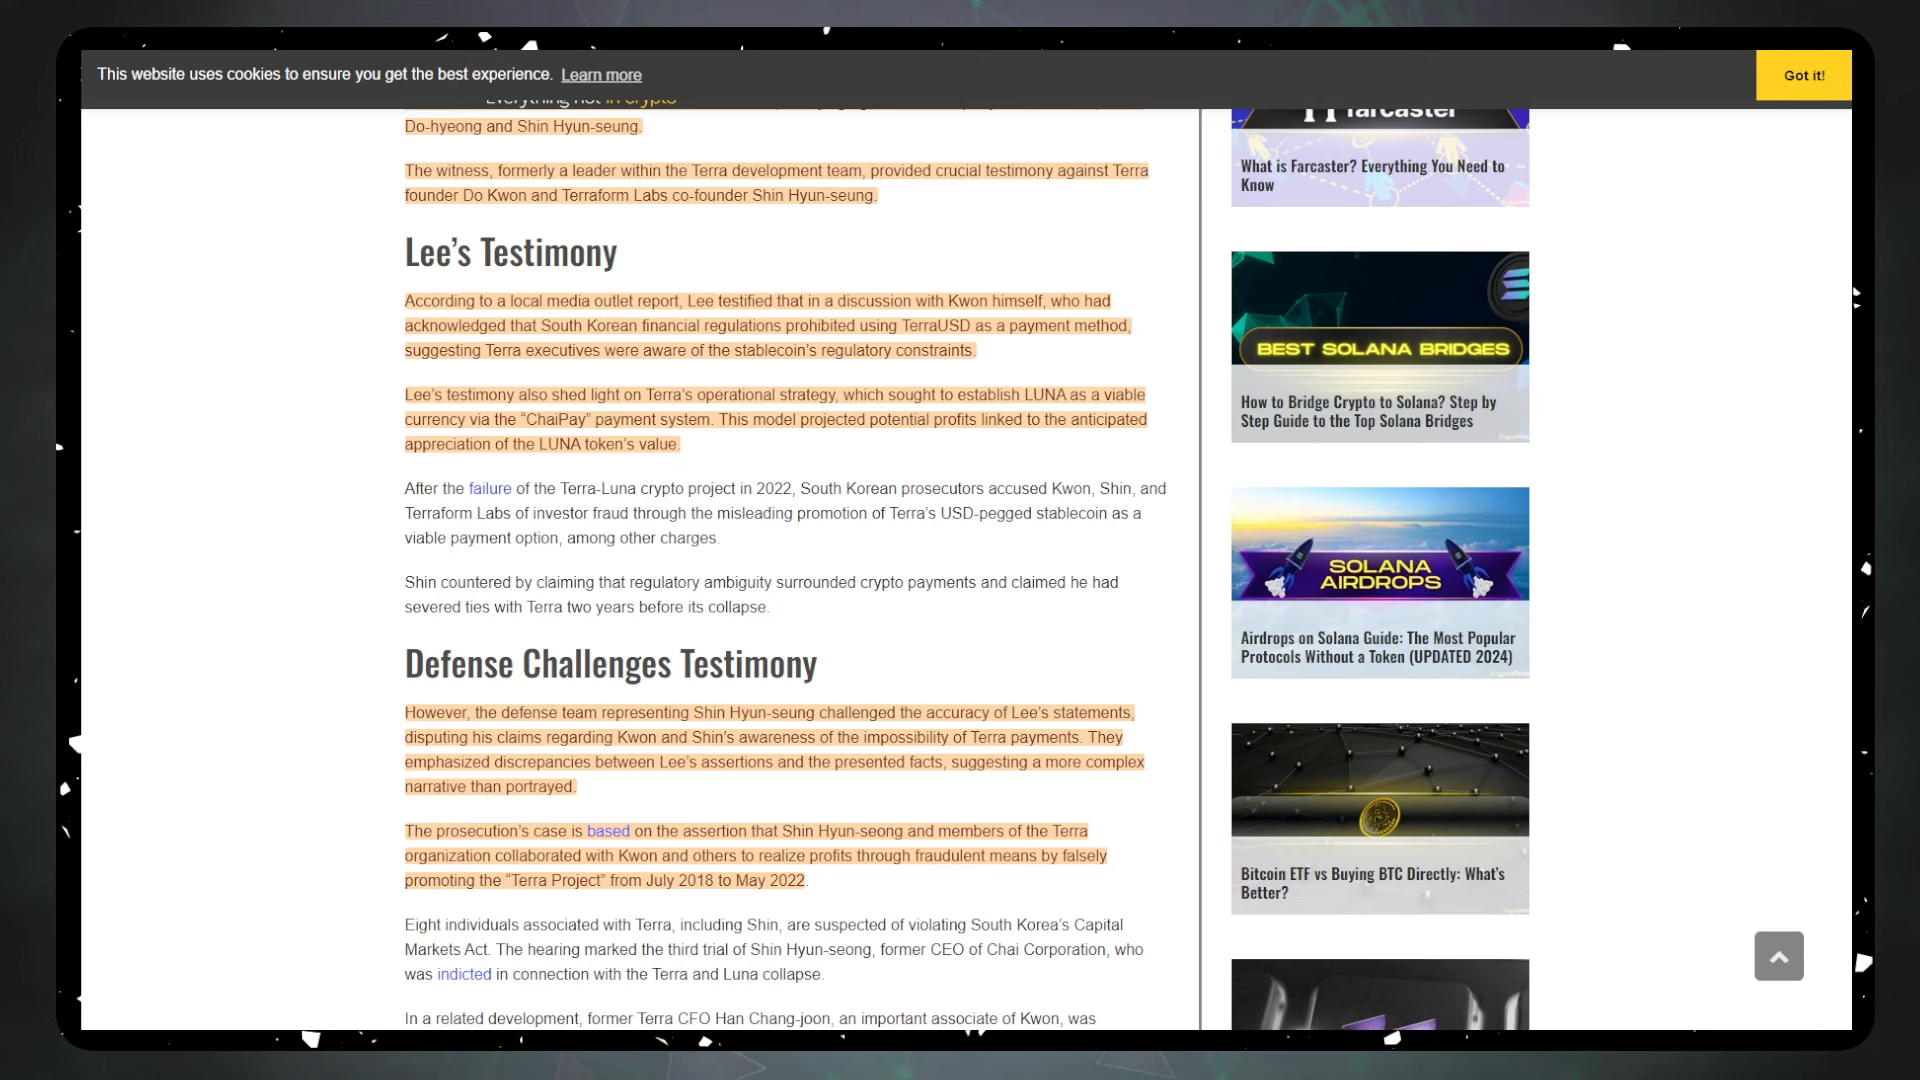 This website uses cookies to ensure you get the best experience. Learn more
Got it!
Everything hot in crypto
Do-hyeong and Shin Hyun-seung.
The witness, formerly a leader within the Terra development team, provided crucial testimony against Terra
founder Do Kwon and Terraform Labs co-founder Shin Hyun-seung.
Lee’s Testimony
According to a local media outlet report, Lee testified that in a discussion with Kwon himself, who had
acknowledged that South Korean financial regulations prohibited using TerraUSD as a payment method,
suggesting Terra executives were aware of the stablecoin’s regulatory constraints.
Lee’s testimony also shed light on Terra’s operational strategy, which sought to establish LUNA as a viable
currency via the “ChaiPay” payment system. This model projected potential profits linked to the anticipated
appreciation of the LUNA token’s value.
After the failure of the Terra-Luna crypto project in 2022, South Korean prosecutors accused Kwon, Shin, and
Terraform Labs of investor fraud through the misleading promotion of Terra’s USD-pegged stablecoin as a
viable payment option, among other charges.
Shin countered by claiming that regulatory ambiguity surrounded crypto payments and claimed he had
severed ties with Terra two years before its collapse.
Defense Challenges Testimony
However, the defense team representing Shin Hyun-seung challenged the accuracy of Lee’s statements,
disputing his claims regarding Kwon and Shin’s awareness of the impossibility of Terra payments. They
emphasized discrepancies between Lee’s assertions and the presented facts, suggesting a more complex
narrative than portrayed.
The prosecution’s case is based on the assertion that Shin Hyun-seong and members of the Terra
organization collaborated with Kwon and others to realize profits through fraudulent means by falsely
promoting the “Terra Project” from July 2018 to May 2022.
Eight individuals associated with Terra, including Shin, are suspected of violating South Korea’s Capital
Markets Act. The hearing marked the third trial of Shin Hyun-seong, former CEO of Chai Corporation, who
was indicted in connection with the Terra and Luna collapse.
In a related development, former Terra CFO Han Chang-joon, an important associate of Kwon, was
farcaster
What is Farcaster? Everything You Need to
Know
BEST SOLANA BRIDGES
How to Bridge Crypto to Solana? Step by
Step Guide to the Top Solana Bridges
SOLANA
AIRDROPS
Airdrops on Solana Guide: The Most Popular
Protocols Without a Token (UPDATED 2024)
Bitcoin ETF vs Buying BTC Directly: What’s
Better?